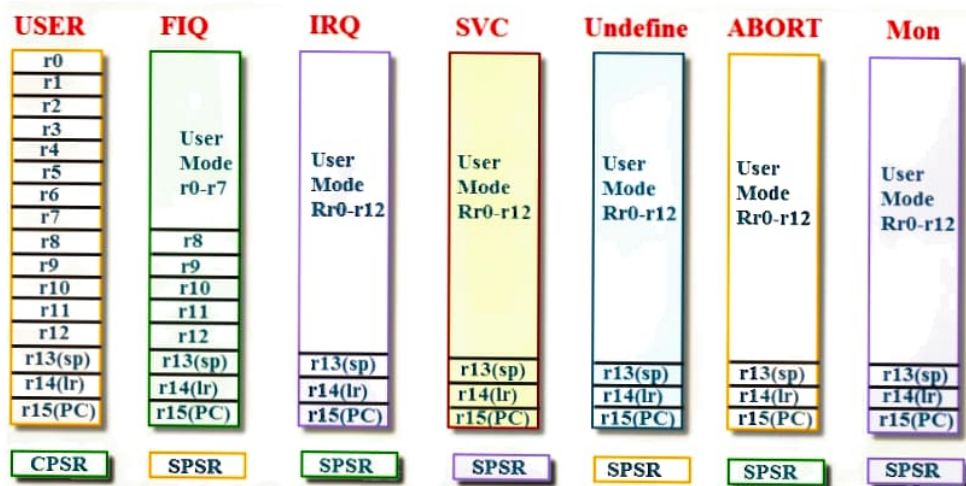 USER
r0
r1
r2
r3
r4
r5
r6
r7
r8
r9
r10
r11
r12
r13(sp)
r14(lr)
r15(PC)
CPSR
FIQ
User
Mode
r0-r7
r8
r9
r10
r11
r12
r13(sp)
r14(lr)
r15(PC)
SPSR
IRQ
User
Mode
Rr0-r12
r13(sp)
r14(lr)
r15(PC)
SPSR
SVC
User
Mode
Rr0-r12
r13(sp)
r14(lr)
r15(PC)
SPSR
Undefine
User
Mode
Rr0-r12
r13(sp)
r14(lr)
r15(PC)
SPSR
ABORT
User
Mode
Rr0-r12
r13(sp)
r14(lr)
r15(PC)
SPSR
Mon
User
Mode
Rr0-r12
r13(sp)
r14(lr)
r15(PC)
SPSR